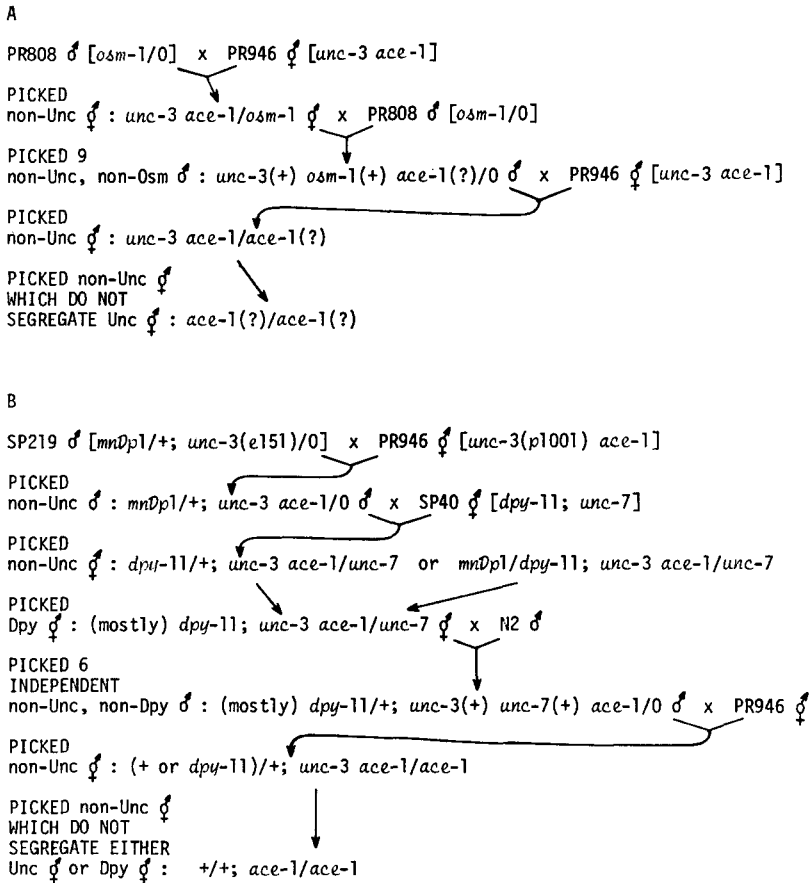 A
PR808 ♂ [osm-1/0] x PR946 ⚥ [unc-3 ace-1]
PICKED
non-Unc ⚥ : unc-3 ace-1/osm-1 ⚥ x PR808 ♂ [osm-1/0]
PICKED 9
non-Unc, non-Osm ♂ : unc-3(+) osm-1(+) ace-1(?)/0 ♂ x PR946 ⚥ [unc-3 ace-1]
PICKED
non-Unc ⚥ : unc-3 ace-1/ace-1(?)
PICKED non-Unc ⚥
WHICH DO NOT
SEGREGATE Unc ⚥ : ace-1(?)/ace-1(?)
B
SP219 ♂ [mnDp1/+; unc-3(e151)/0] x PR946 ⚥ [unc-3(p1001) ace-1]
PICKED
non-Unc ♂ : mnDp1/+; unc-3 ace-1/0 ♂ x SP40 ⚥ [dpy-11; unc-7]
PICKED
non-Unc ⚥ : dpy-11/+; unc-3 ace-1/unc-7 or mnDp1/dpy-11; unc-3 ace-1/unc-7
PICKED
Dpy ⚥ : (mostly) dpy-11; unc-3 ace-1/unc-7 ⚥ x N2 ♂
PICKED 6
INDEPENDENT
non-Unc, non-Dpy ♂ : (mostly) dpy-11/+; unc-3(+) unc-7(+) ace-1/0 ♂ x PR946 ⚥
PICKED
non-Unc ⚥ : (+ or dpy-11)/+; unc-3 ace-1/ace-1
PICKED non-Unc ⚥
WHICH DO NOT
SEGREGATE EITHER
Unc ⚥ or Dpy ⚥ : +/+; ace-1/ace-1